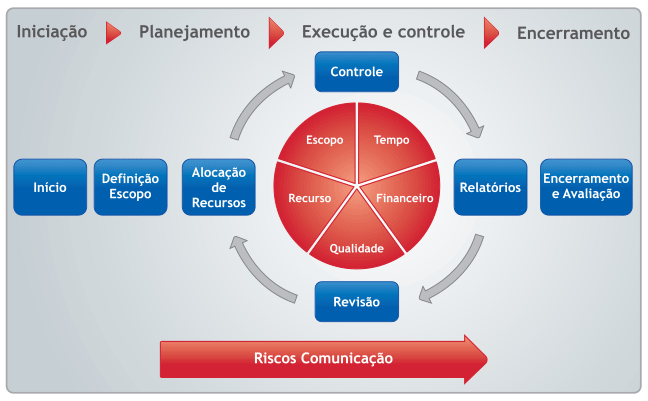 Iniciação
Planejamento
Execução e controle
Encerramento
Controle
Escopo
Tempo
Início
Definição
Escopo
Alocação
de
Recursos
Recurso
Financeiro
Relatórios
Encerramento
e Avaliação
Qualidade
Revisão
Riscos Comunicação